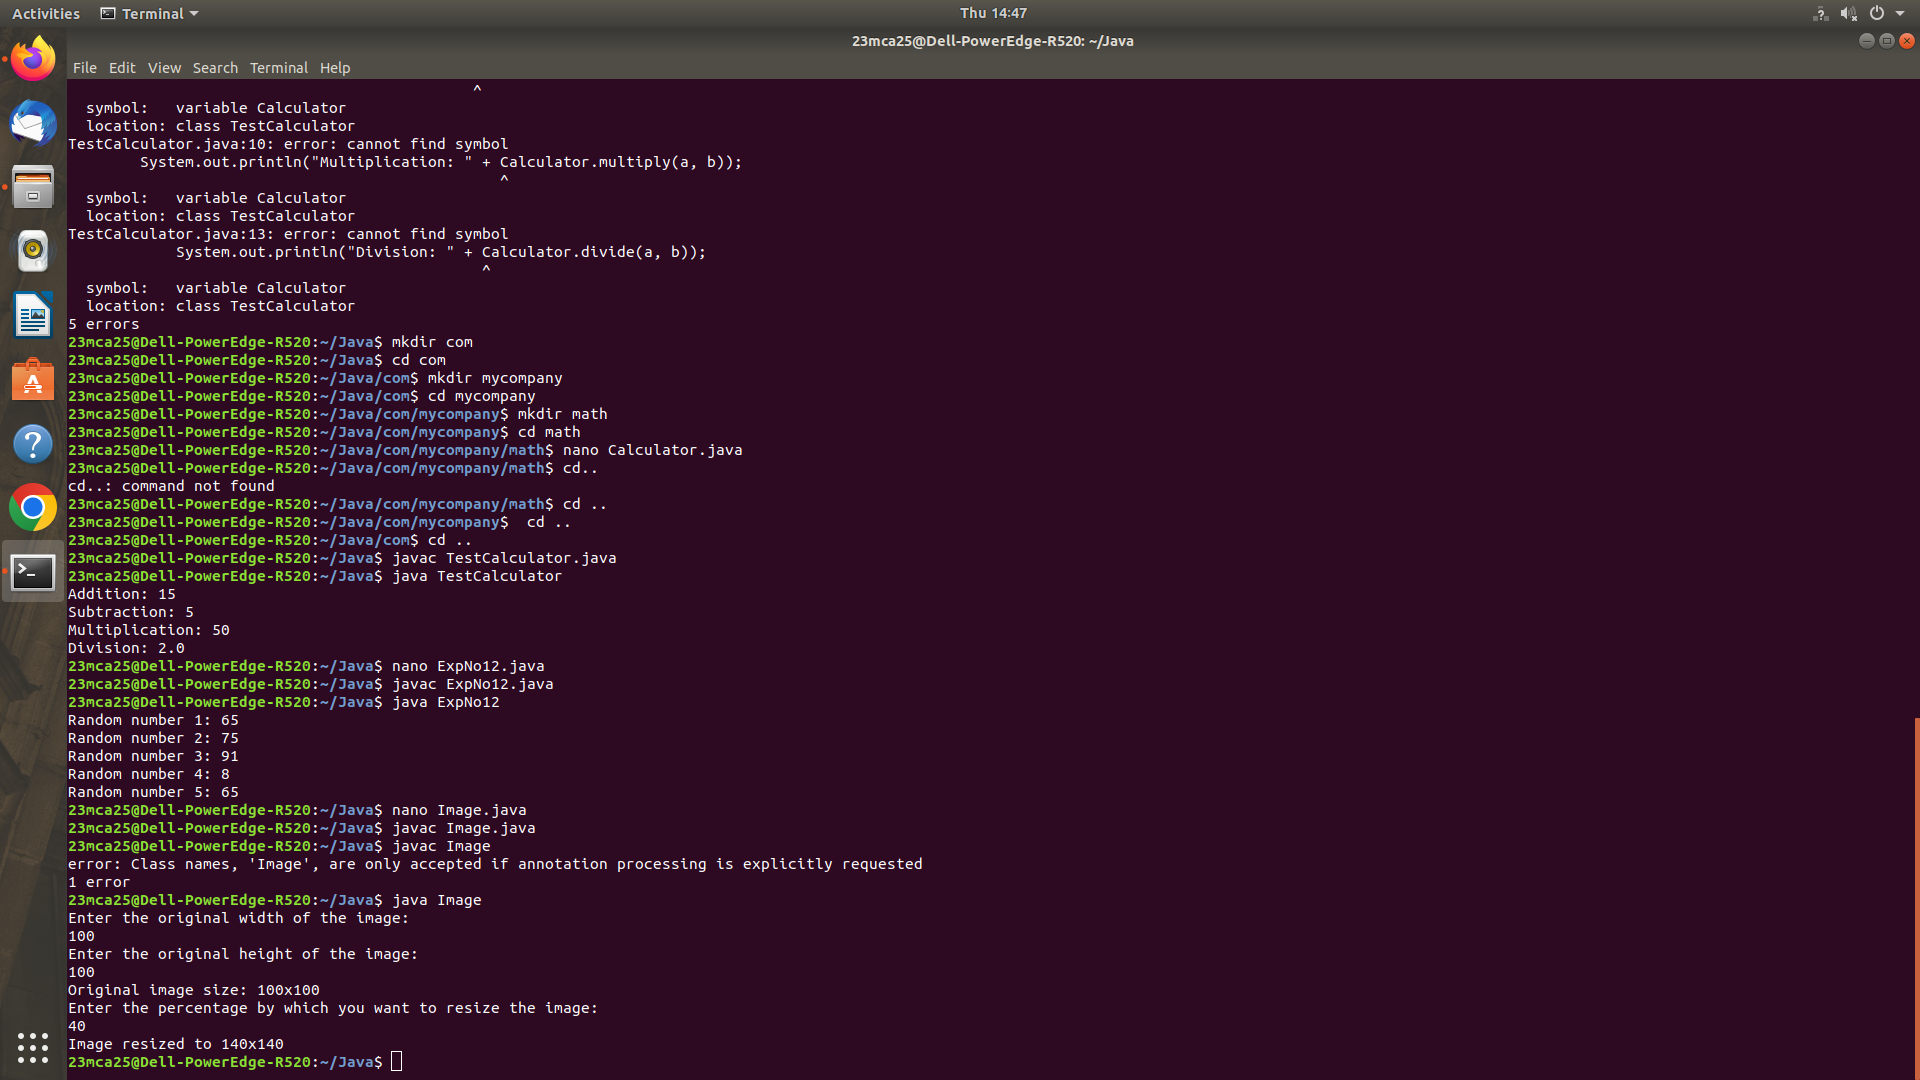 Activities Terminal Thu 14:47
23mca25@Dell-PowerEdge-R520: ~/Java
File Edit View Search Terminal Help
^
symbol:   variable Calculator
location: class TestCalculator
TestCalculator.java:10: error: cannot find symbol
System.out.println("Multiplication: " + Calculator.multiply(a, b));
^
symbol:   variable Calculator
location: class TestCalculator
TestCalculator.java:13: error: cannot find symbol
System.out.println("Division: " + Calculator.divide(a, b));
^
symbol:   variable Calculator
location: class TestCalculator
5 errors
23mca25@Dell-PowerEdge-R520:~/Java$ mkdir com
23mca25@Dell-PowerEdge-R520:~/Java$ cd com
23mca25@Dell-PowerEdge-R520:~/Java/com$ mkdir mycompany
23mca25@Dell-PowerEdge-R520:~/Java/com$ cd mycompany
23mca25@Dell-PowerEdge-R520:~/Java/com/mycompany$ mkdir math
23mca25@Dell-PowerEdge-R520:~/Java/com/mycompany$ cd math
23mca25@Dell-PowerEdge-R520:~/Java/com/mycompany/math$ nano Calculator.java
23mca25@Dell-PowerEdge-R520:~/Java/com/mycompany/math$ cd..
cd..: command not found
23mca25@Dell-PowerEdge-R520:~/Java/com/mycompany/math$ cd ..
23mca25@Dell-PowerEdge-R520:~/Java/com/mycompany$  cd ..
23mca25@Dell-PowerEdge-R520:~/Java/com$ cd ..
23mca25@Dell-PowerEdge-R520:~/Java$ javac TestCalculator.java
23mca25@Dell-PowerEdge-R520:~/Java$ java TestCalculator
Addition: 15
Subtraction: 5
Multiplication: 50
Division: 2.0
23mca25@Dell-PowerEdge-R520:~/Java$ nano ExpNo12.java
23mca25@Dell-PowerEdge-R520:~/Java$ javac ExpNo12.java
23mca25@Dell-PowerEdge-R520:~/Java$ java ExpNo12
Random number 1: 65
Random number 2: 75
Random number 3: 91
Random number 4: 8
Random number 5: 65
23mca25@Dell-PowerEdge-R520:~/Java$ nano Image.java
23mca25@Dell-PowerEdge-R520:~/Java$ javac Image.java
23mca25@Dell-PowerEdge-R520:~/Java$ javac Image
error: Class names, 'Image', are only accepted if annotation processing is explicitly requested
1 error
23mca25@Dell-PowerEdge-R520:~/Java$ java Image
Enter the original width of the image:
100
Enter the original height of the image:
100
Original image size: 100x100
Enter the percentage by which you want to resize the image:
40
Image resized to 140x140
23mca25@Dell-PowerEdge-R520:~/Java$